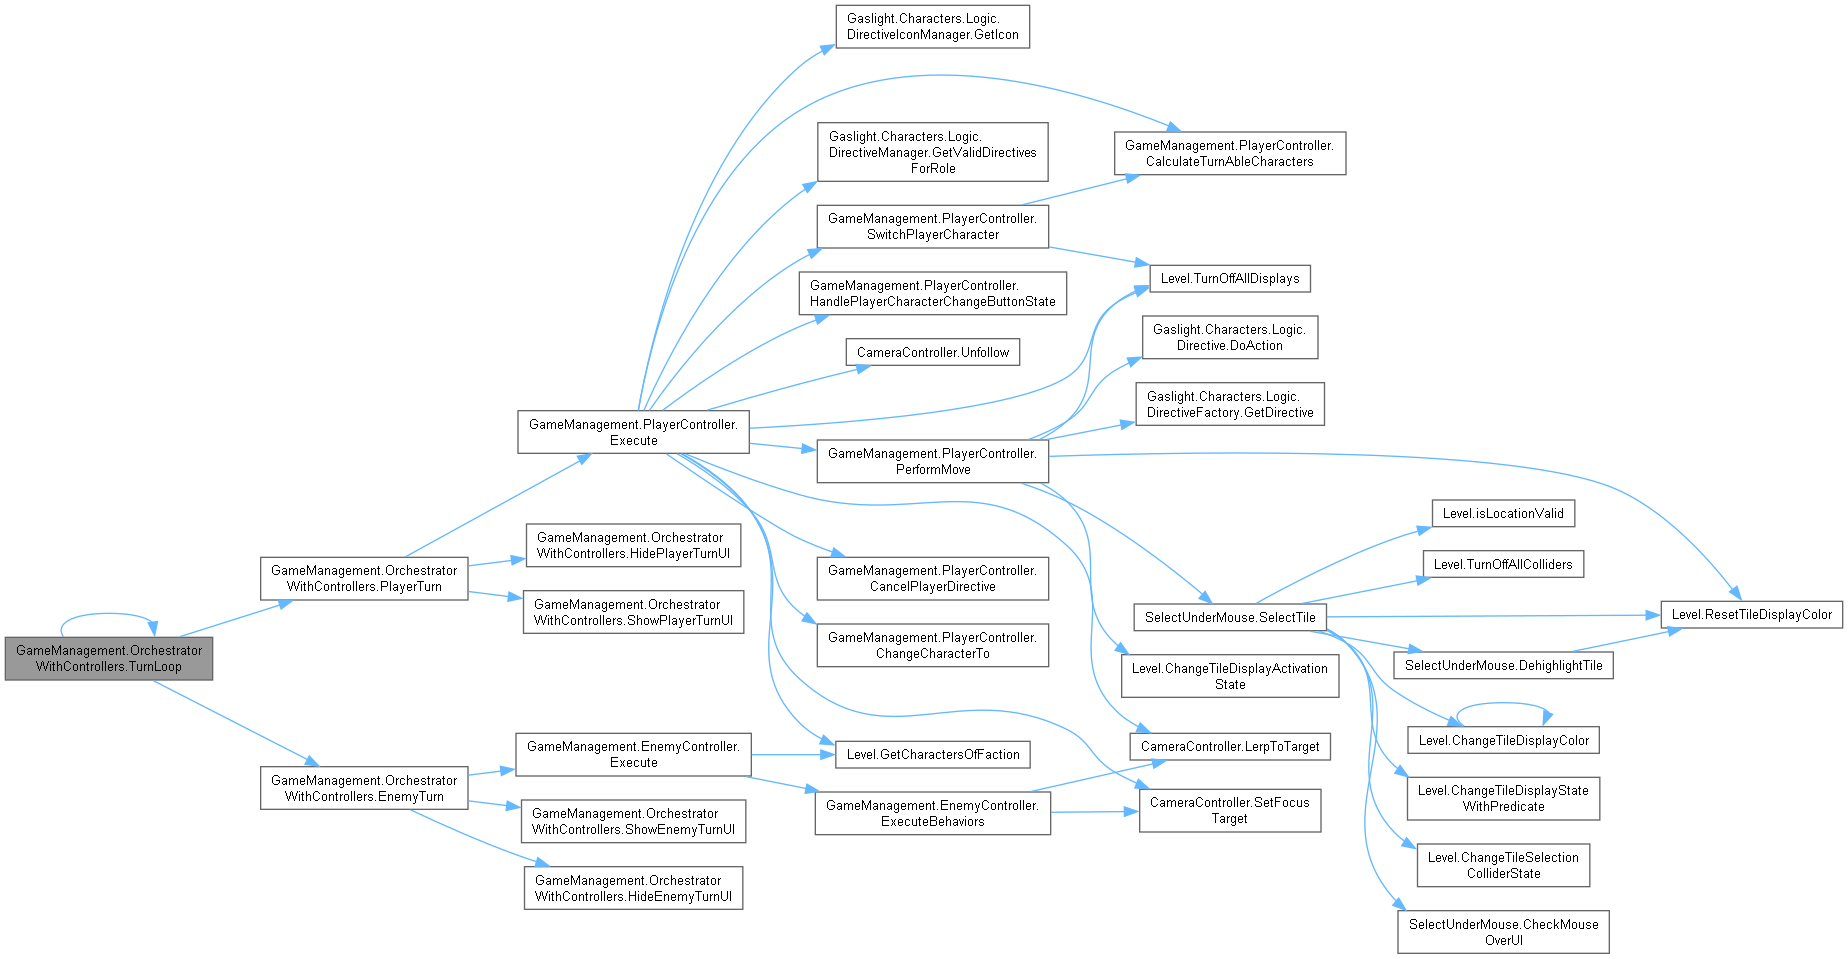 GameManagement.Orchestrator
WithControllers.TurnLoop
GameManagement.Orchestrator
WithControllers.PlayerTurn
GameManagement.Orchestrator
WithControllers.EnemyTurn
GameManagement.PlayerController.
Execute
GameManagement.Orchestrator
WithControllers.HidePlayerTurnUI
GameManagement.Orchestrator
WithControllers.ShowPlayerTurnUI
GameManagement.EnemyController.
Execute
GameManagement.Orchestrator
WithControllers.ShowEnemyTurnUI
GameManagement.Orchestrator
WithControllers.HideEnemyTurnUI
Gaslight.Characters.Logic.
DirectiveIconManager.GetIcon
Gaslight.Characters.Logic.
DirectiveManager.GetValidDirectives
ForRole
GameManagement.PlayerController.
SwitchPlayerCharacter
GameManagement.PlayerController.
HandlePlayerCharacterChangeButtonState
CameraController.Unfollow
GameManagement.PlayerController.
PerformMove
GameManagement.PlayerController.
CancelPlayerDirective
GameManagement.PlayerController.
ChangeCharacterTo
Level.GetCharactersOfFaction
GameManagement.EnemyController.
ExecuteBehaviors
GameManagement.PlayerController.
CalculateTurnAbleCharacters
Level.TurnOffAllDisplays
Gaslight.Characters.Logic.
Directive.DoAction
Gaslight.Characters.Logic.
DirectiveFactory.GetDirective
SelectUnderMouse.SelectTile
Level.ChangeTileDisplayActivation
State
CameraController.LerpToTarget
CameraController.SetFocus
Target
Level.isLocationValid
Level.TurnOffAllColliders
SelectUnderMouse.DehighlightTile
Level.ChangeTileDisplayColor
Level.ChangeTileDisplayState
WithPredicate
Level.ChangeTileSelection
ColliderState
SelectUnderMouse.CheckMouse
OverUI
Level.ResetTileDisplayColor